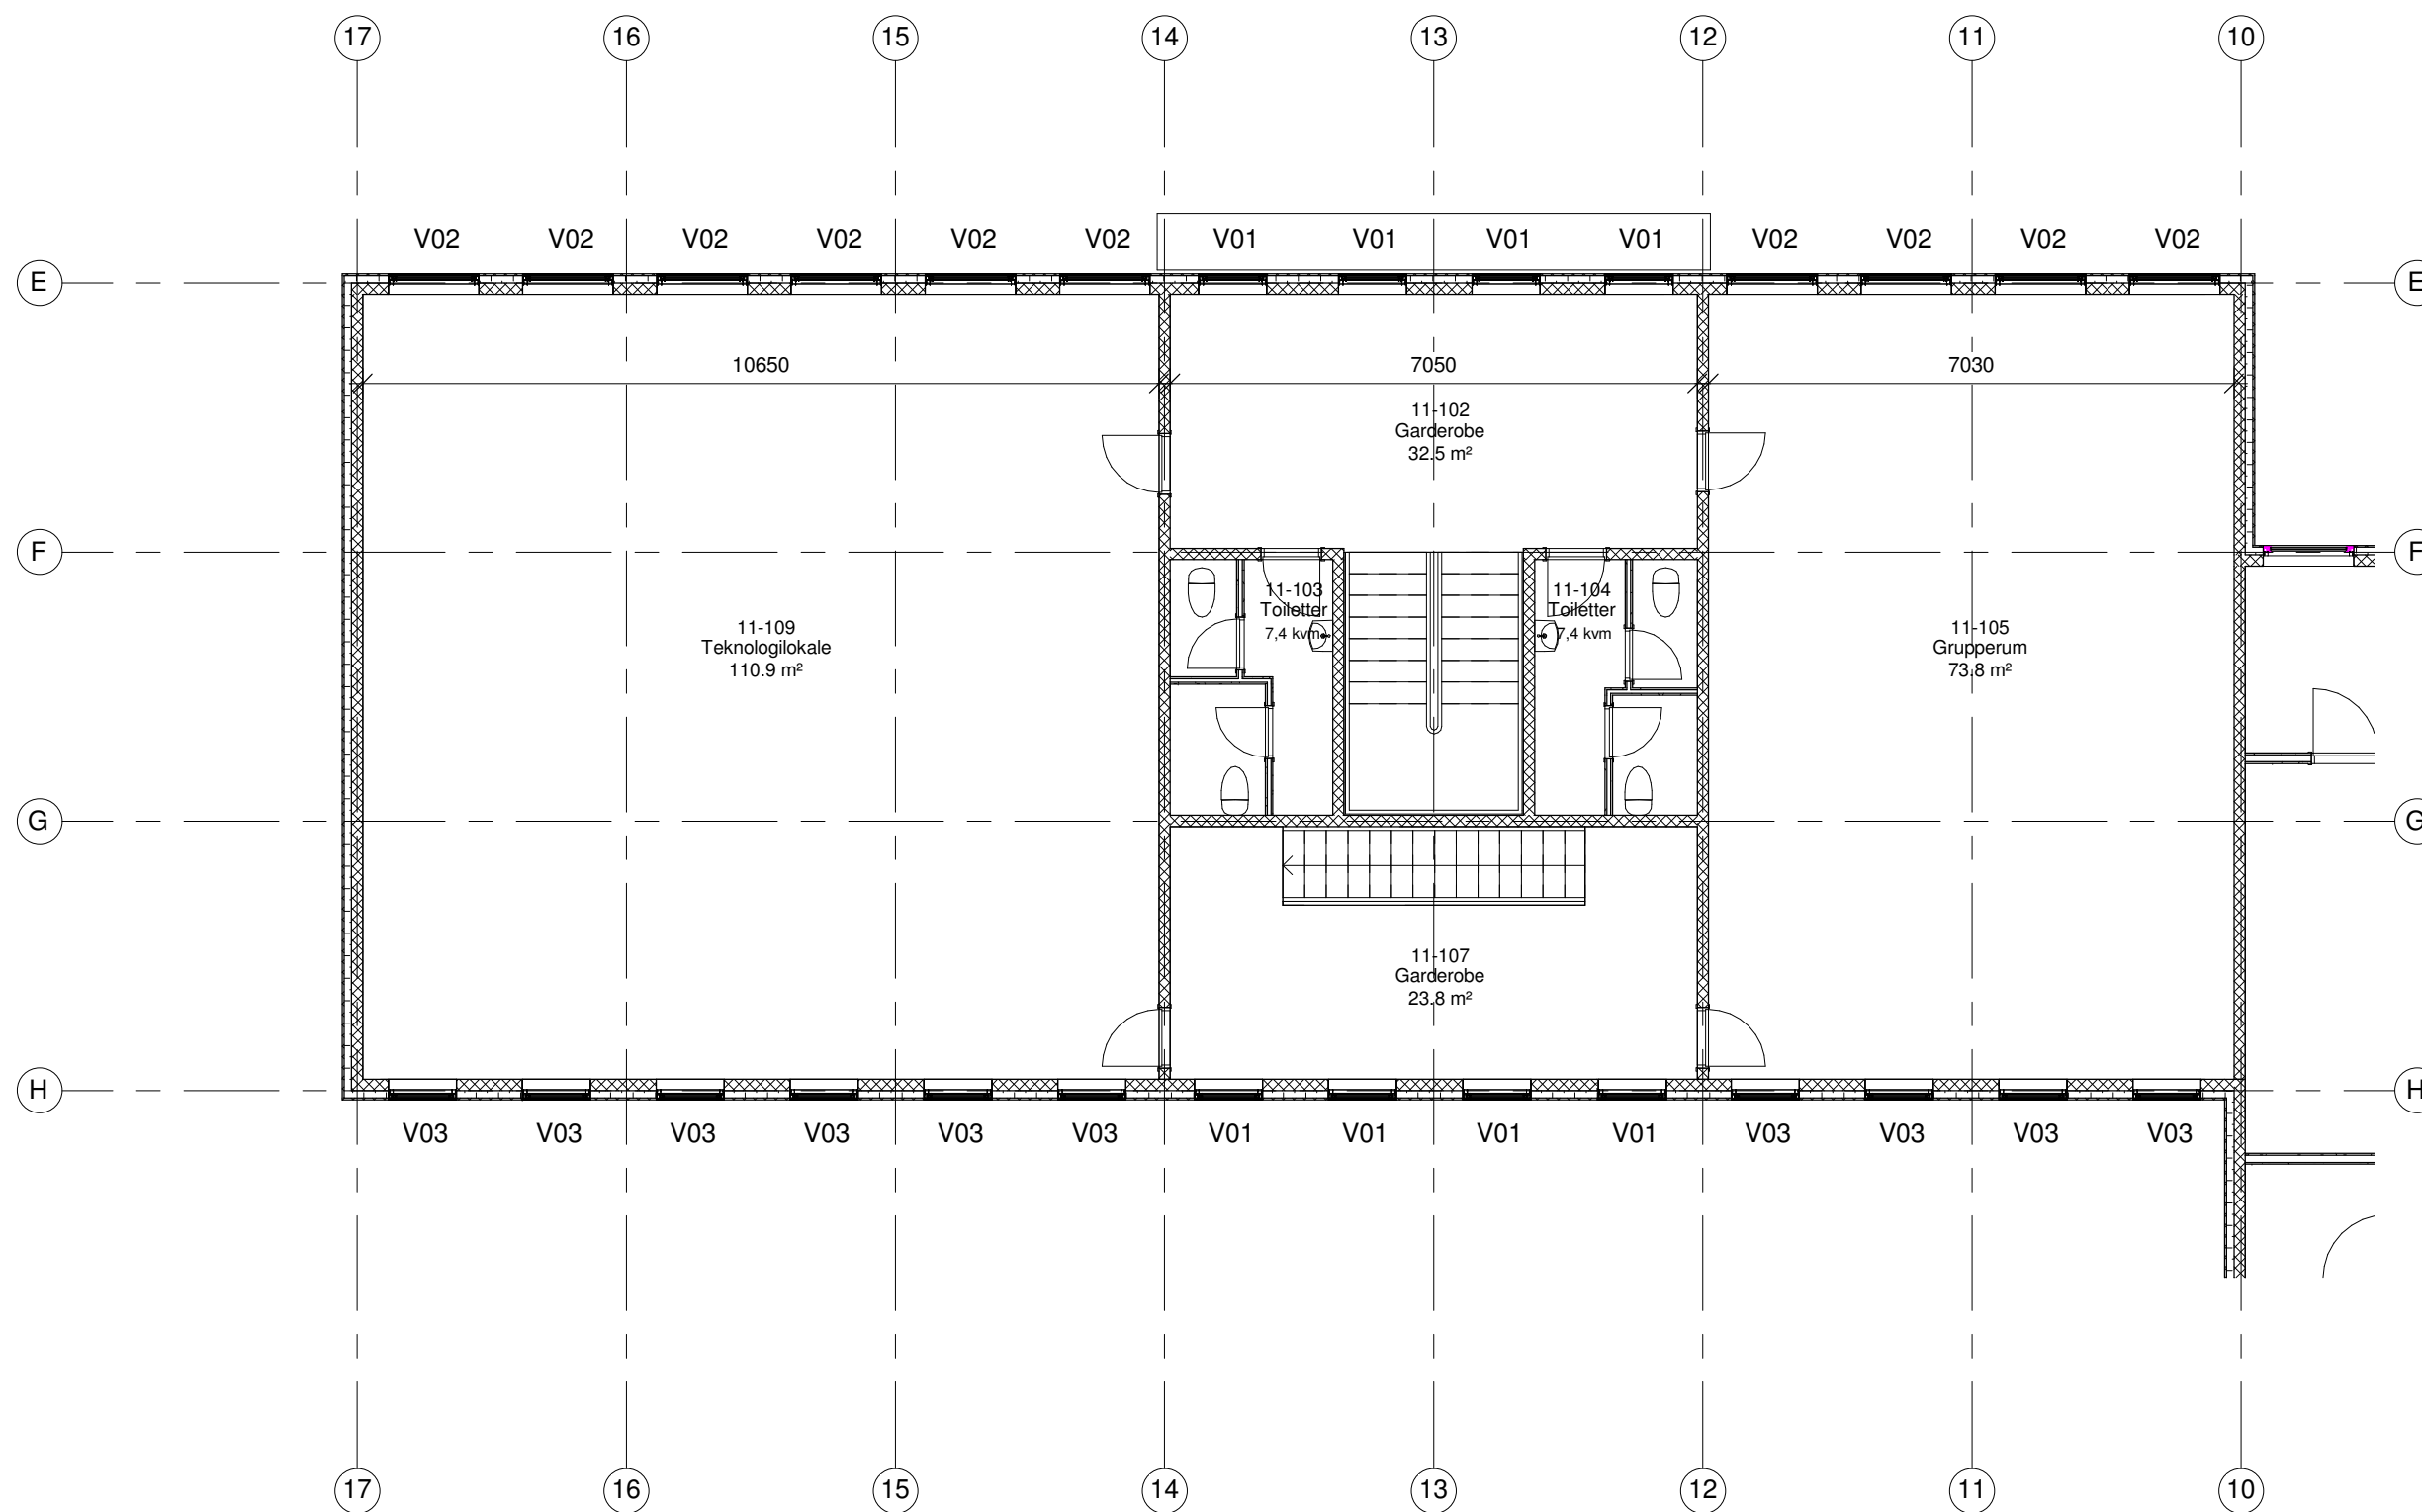 17 16 15 14 13 12 11 10
V02 V02 V02 V02 V02 V02 V01 V01 V01 V01 V02 V02 V02 V02
E E
10650 7050 7030
11-102
Garderobe
32.5 m²
F F
11-103
Toiletter
7,4 kvm
11-104
Toiletter
7,4 kvm
11-109
Teknologilokale
110.9 m²
11-105
Grupperum
73.8 m²
G G
11-107
Garderobe
23.8 m²
H H
V03 V03 V03 V03 V03 V03 V01 V01 V01 V01 V03 V03 V03 V03
17 16 15 14 13 12 11 10